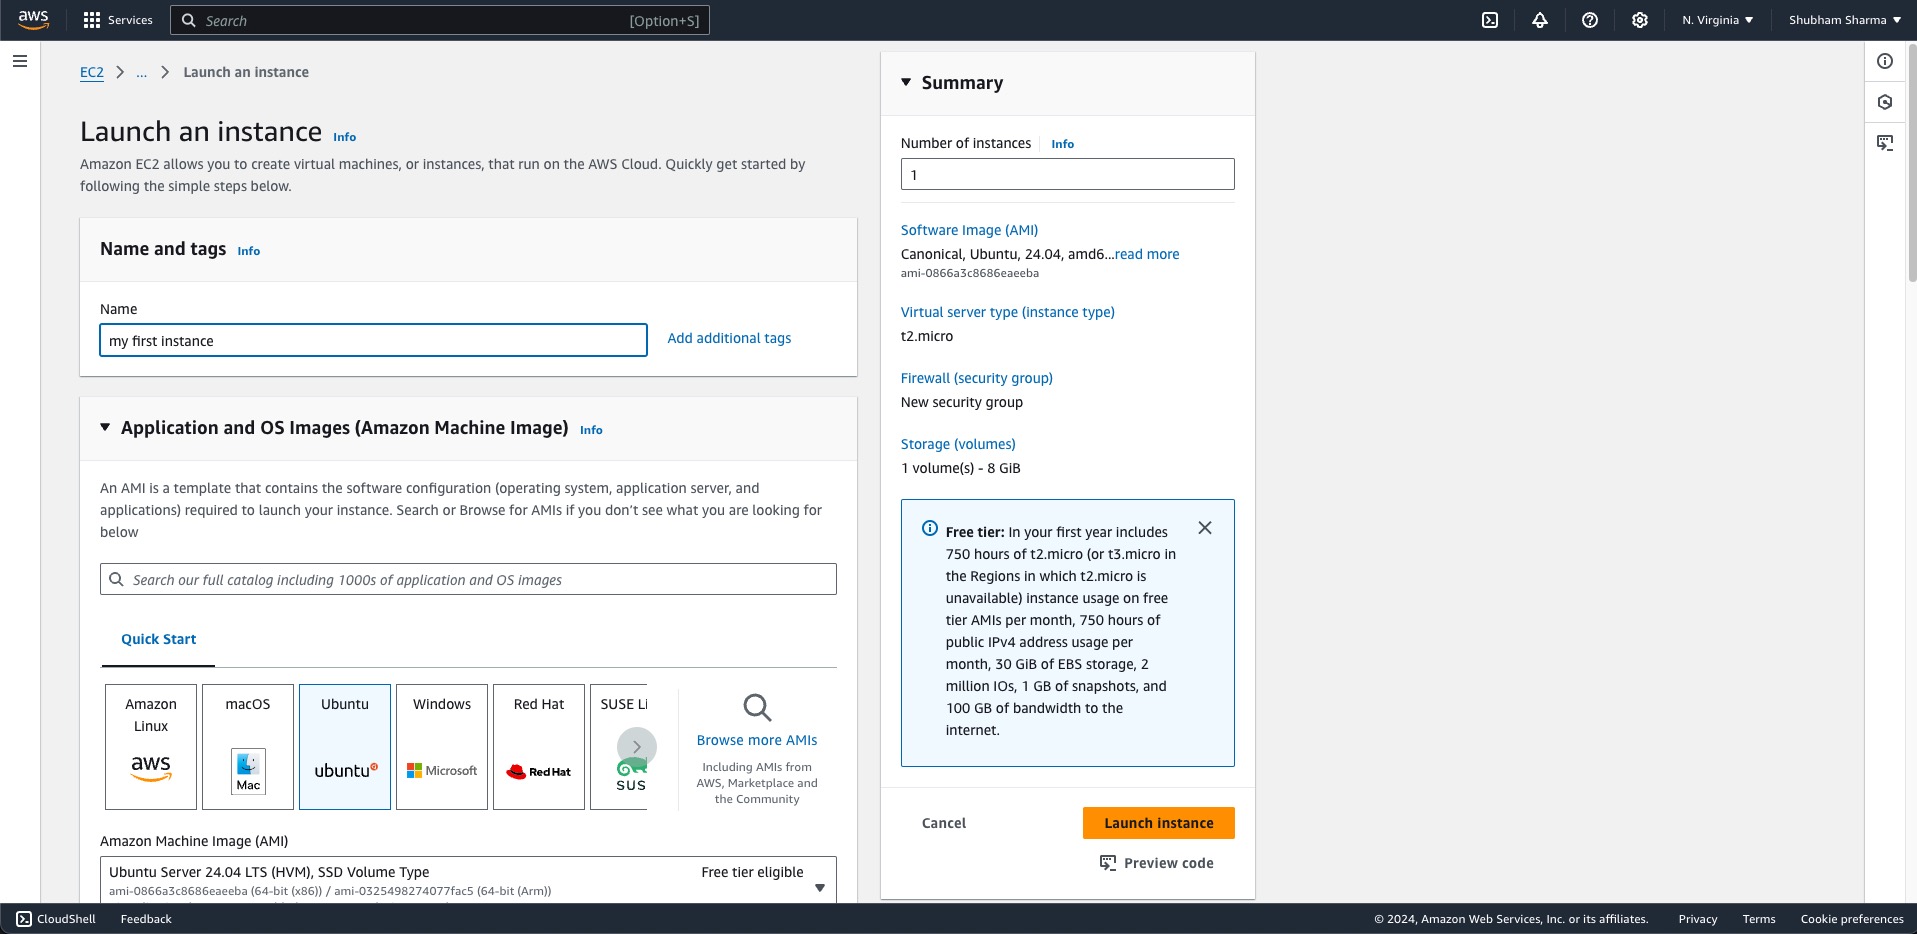 aws
Services
Search [Option+S]
N. Virginia
Shubham Sharma
EC2 ... Launch an instance
Launch an instance Info
Amazon EC2 allows you to create virtual machines, or instances, that run on the AWS Cloud. Quickly get started by
following the simple steps below.
Name and tags Info
Name
my first instance
Add additional tags
Application and OS Images (Amazon Machine Image) Info
An AMI is a template that contains the software configuration (operating system, application server, and
applications) required to launch your instance. Search or Browse for AMIs if you don't see what you are looking for
below
Search our full catalog including 1000s of application and OS images
Quick Start
Amazon
Linux
aws
macOS
Mac
Ubuntu
ubuntu
Windows
Microsoft
Red Hat
Red Hat
SUSE Li
SUS
Browse more AMIs
Including AMIs from
AWS, Marketplace and
the Community
Amazon Machine Image (AMI)
Ubuntu Server 24.04 LTS (HVM), SSD Volume Type
Free tier eligible
ami-0866a3c8686eaeeba (64-bit (x86)) / ami-0325498274077fac5 (64-bit (Arm))
Summary
Number of instances Info
1
Software Image (AMI)
Canonical, Ubuntu, 24.04, amd6...read more
ami-0866a3c8686eaeeba
Virtual server type (instance type)
t2.micro
Firewall (security group)
New security group
Storage (volumes)
1 volume(s) - 8 GiB
Free tier: In your first year includes
750 hours of t2.micro (or t3.micro in
the Regions in which t2.micro is
unavailable) instance usage on free
tier AMIs per month, 750 hours of
public IPv4 address usage per
month, 30 GiB of EBS storage, 2
million IOs, 1 GB of snapshots, and
100 GB of bandwidth to the
internet.
Cancel
Launch instance
Preview code
CloudShell
Feedback
© 2024, Amazon Web Services, Inc. or its affiliates.
Privacy
Terms
Cookie preferences